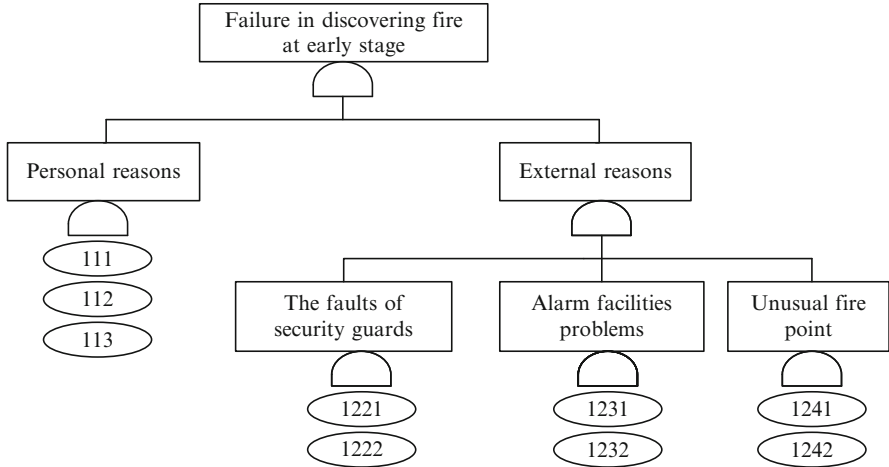 Failure in discovering fire
at early stage
Personal reasons
External reasons
111
112
113
The faults of
security guards
Alarm facilities
problems
Unusual fire
point
1221
1222
1231
1232
1241
1242